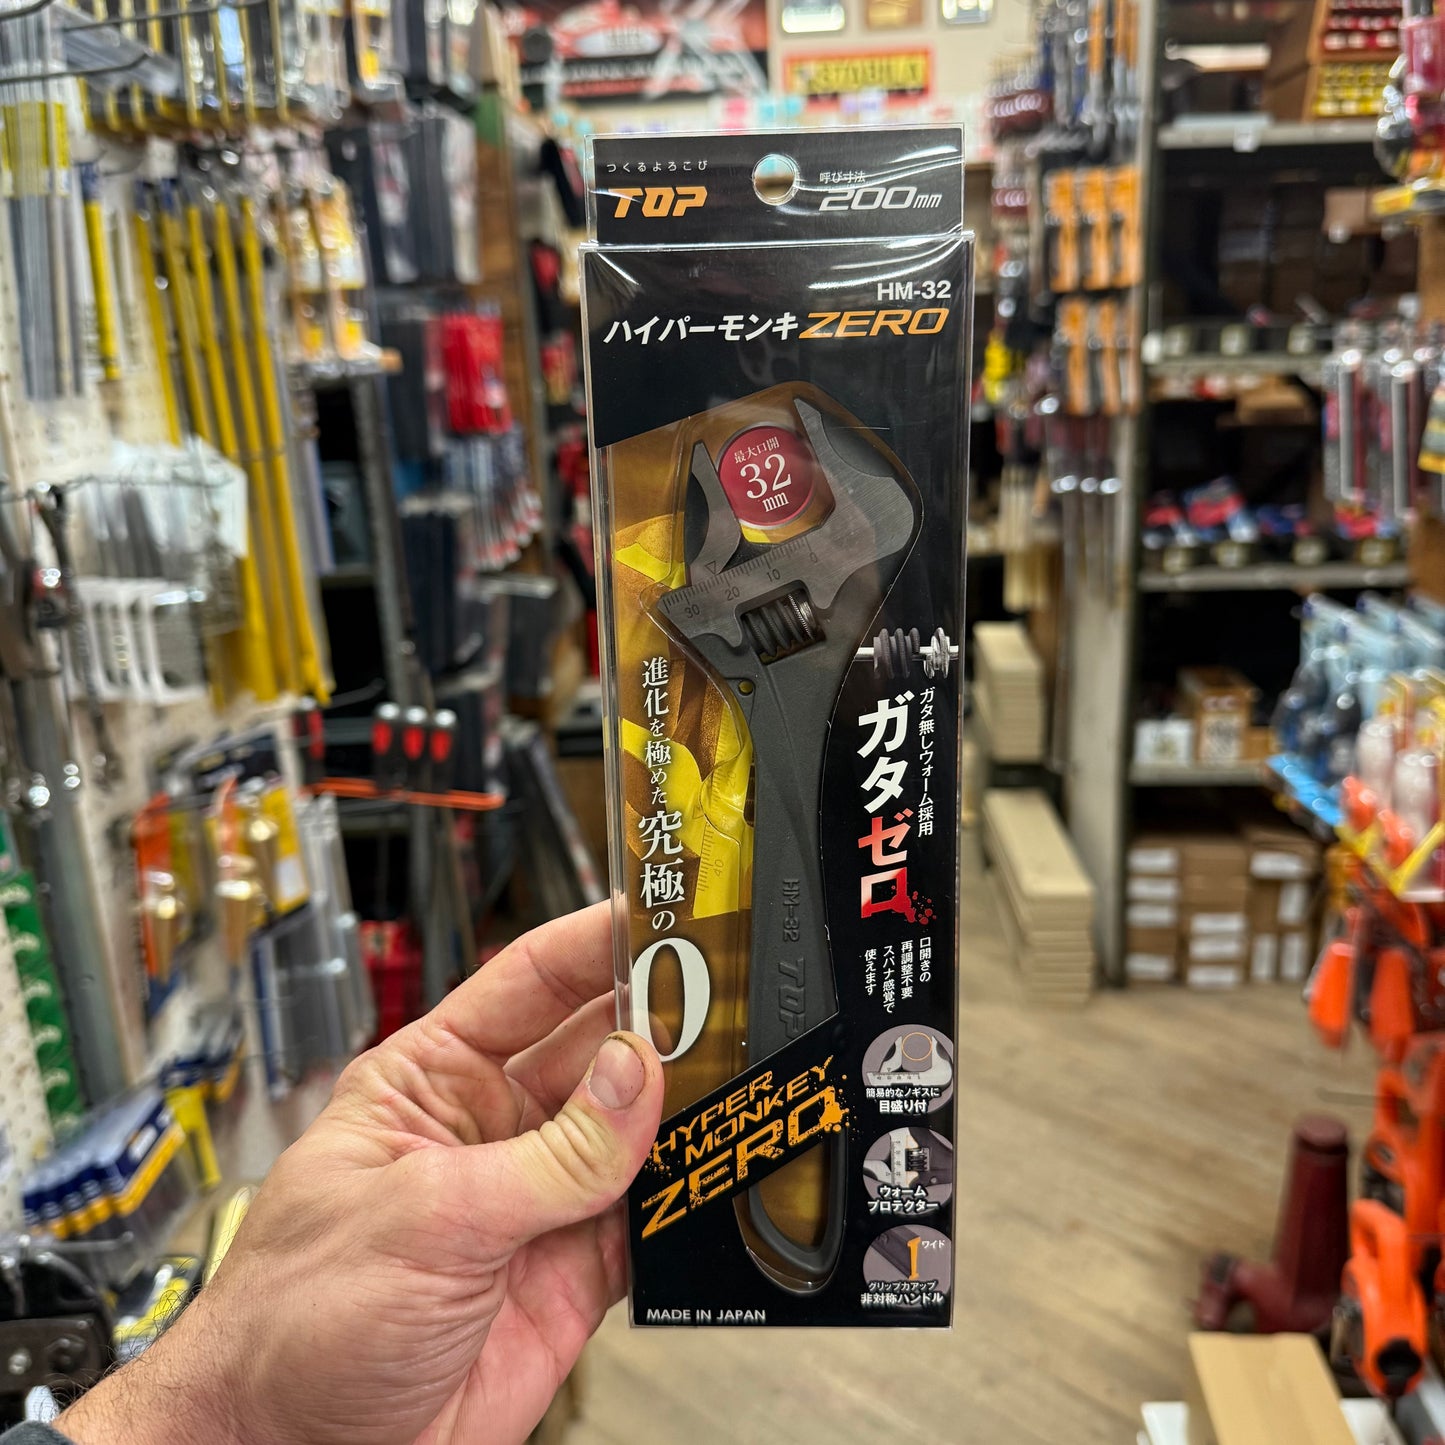 つくるよろこび
TOP
呼び寸法
200mm
HM-32
ハイパーモンキZERO
最大口開
32
mm
0
10
20
30
進化を極めた究極の
0
40
ガタ無しウォーム採用
ガタゼロ
口開きの
再調整不要
スパナ感覚で
使えます
HM-32 TOP
簡易的なノギスに
目盛り付
ウォーム
プロテクター
1
ワイド
グリップ力アップ
非対称ハンドル
HYPER
MONKEY
ZERO
MADE IN JAPAN